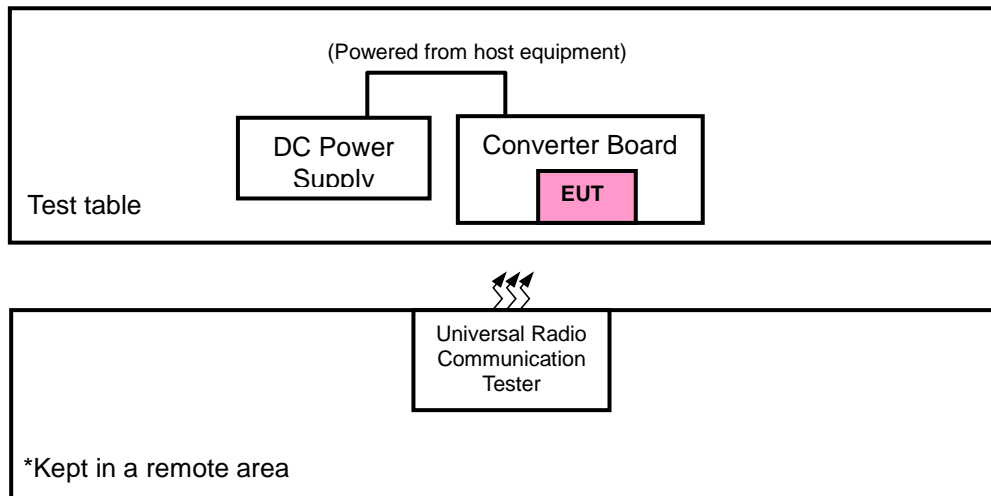 (Powered from host equipment)
DC Power
Supply
Converter Board
EUT
Test table
Universal Radio
Communication
Tester
*Kept in a remote area